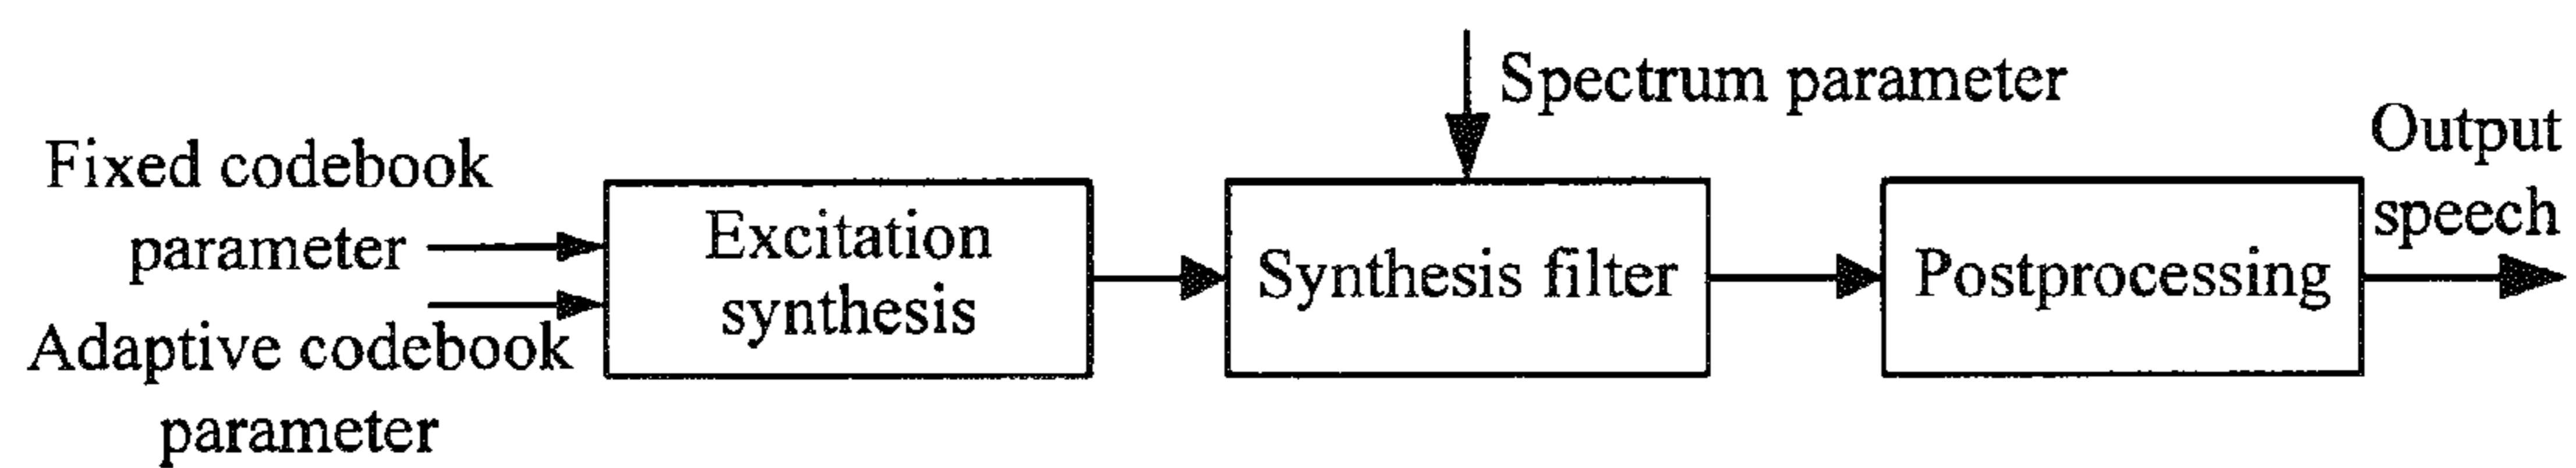 Fixed codebook
parameter
Adaptive codebook
parameter
Excitation
synthesis
Spectrum parameter
Synthesis filter
Postprocessing
Output
speech